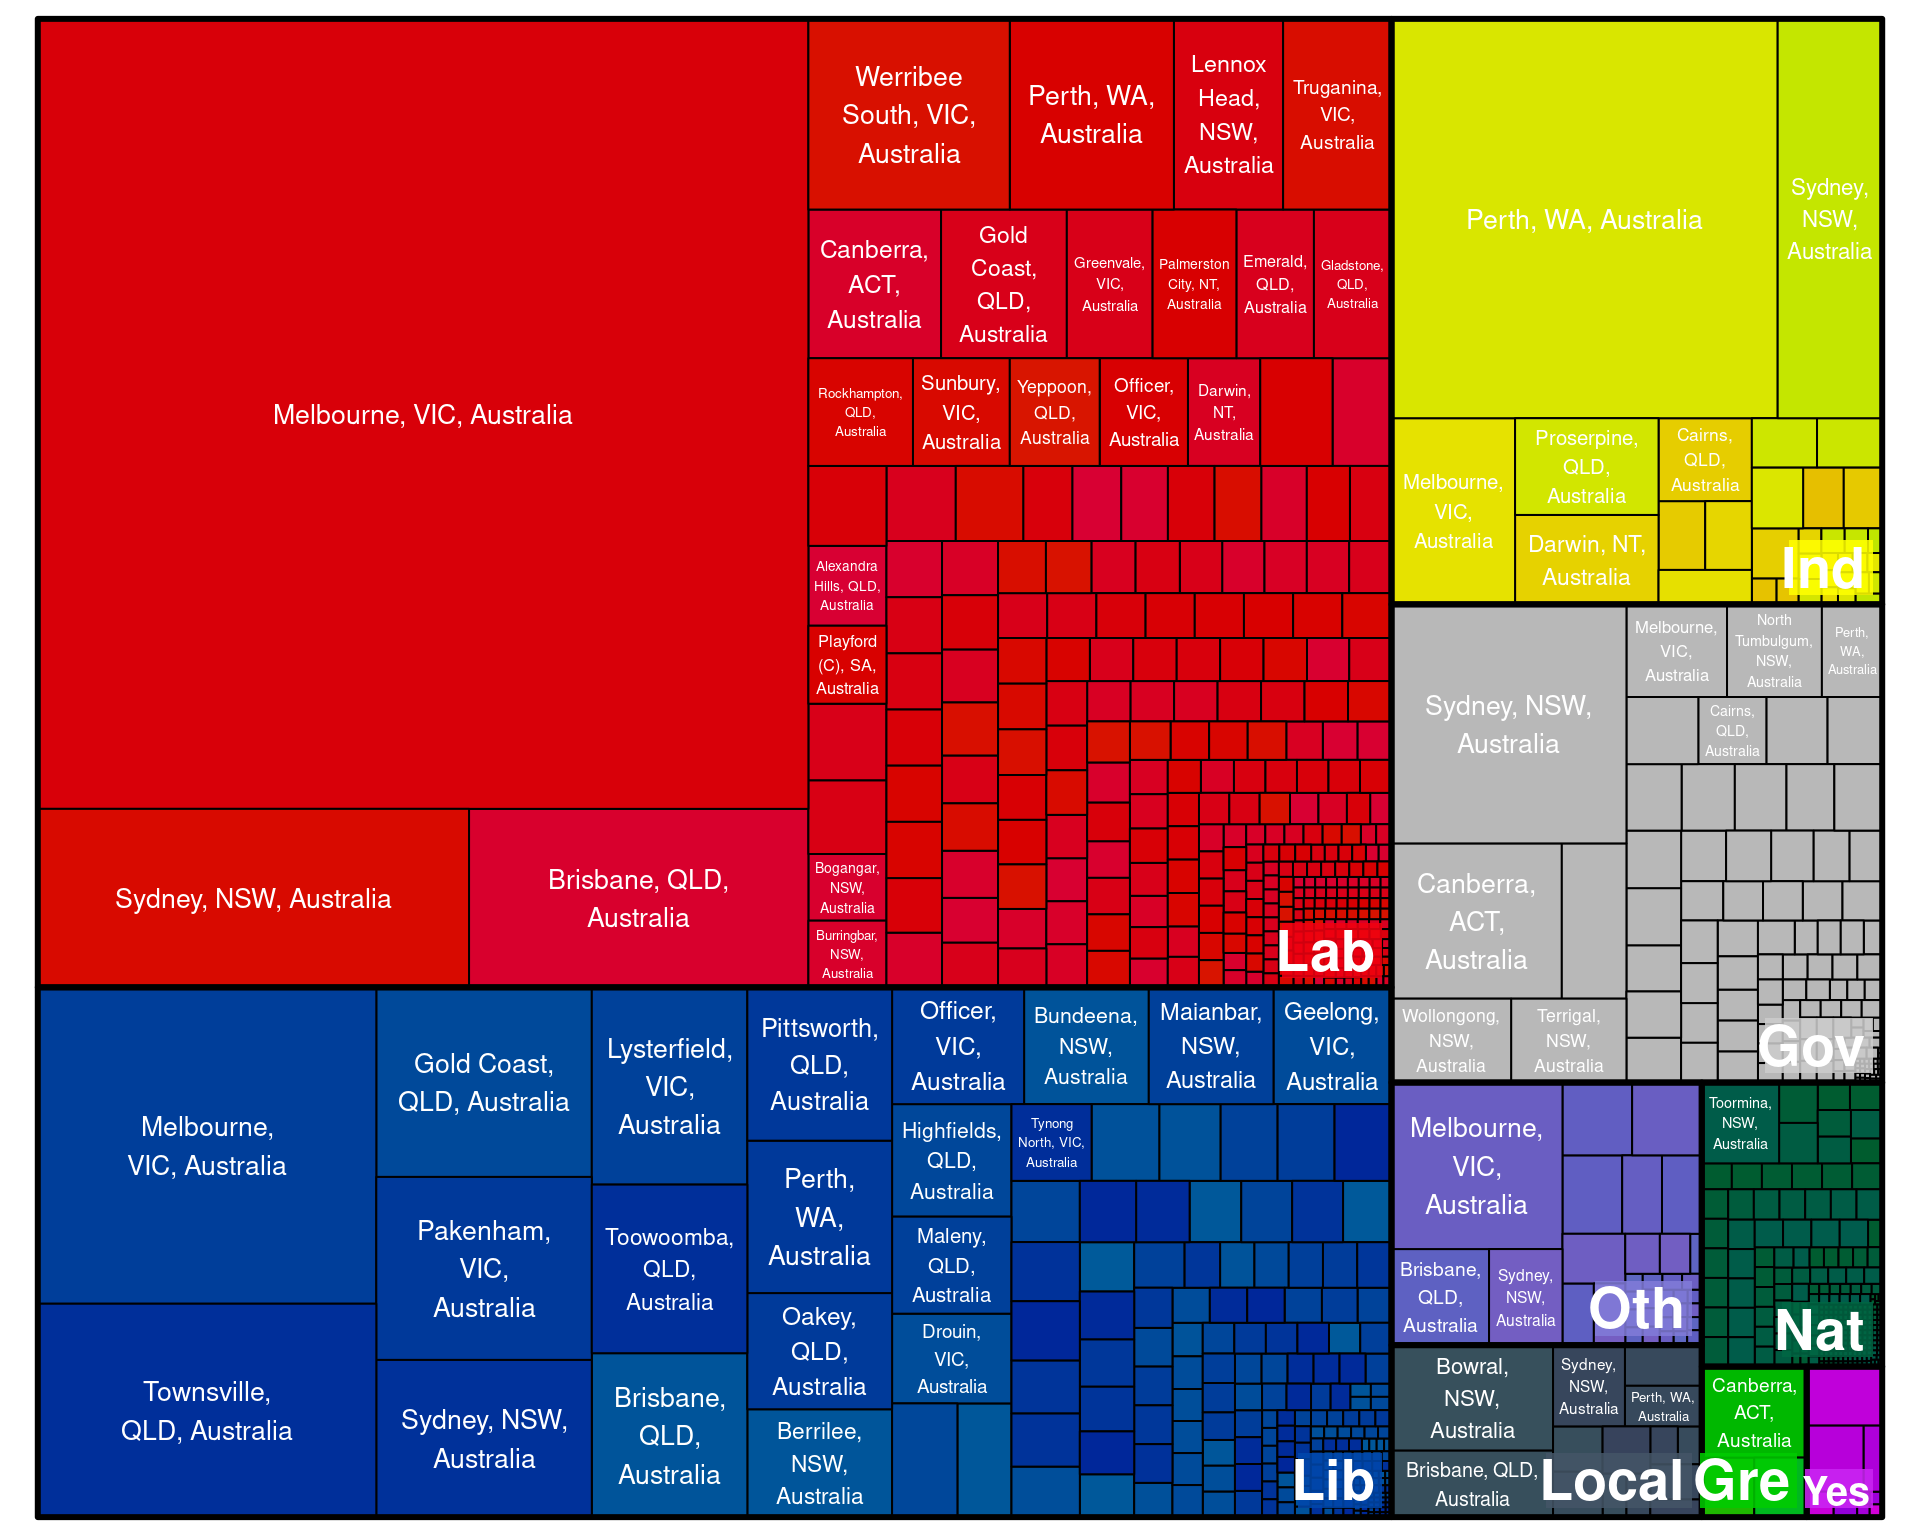 Melbourne, VIC, Australia
Sydney, NSW, Australia
Brisbane, QLD,
Australia
Werribee
South, VIC,
Australia
Perth, WA,
Australia
Lennox
Head,
NSW,
Australia
Truganina,
VIC,
Australia
Canberra,
ACT,
Australia
Gold
Coast,
QLD,
Australia
Greenvale,
VIC,
Australia
Palmerston
City, NT,
Australia
Emerald,
QLD,
Australia
Gladstone,
QLD,
Australia
Rockhampton,
QLD,
Australia
Sunbury,
VIC,
Australia
Yeppoon,
QLD,
Australia
Officer,
VIC,
Australia
Darwin,
NT,
Australia
Alexandra
Hills, QLD,
Australia
Playford
(C), SA,
Australia
Bogangar,
NSW,
Australia
Burringbar,
NSW,
Australia
Lab
Perth, WA, Australia
Sydney,
NSW,
Australia
Melbourne,
VIC,
Australia
Proserpine,
QLD,
Australia
Darwin, NT,
Australia
Cairns,
QLD,
Australia
Ind
Sydney, NSW,
Australia
Melbourne,
VIC,
Australia
North
Tumbulgum,
NSW,
Australia
Perth,
WA,
Australia
Cairns,
QLD,
Australia
Canberra,
ACT,
Australia
Wollongong,
NSW,
Australia
Terrigal,
NSW,
Australia
Gov
Melbourne,
VIC, Australia
Townsville,
QLD, Australia
Gold Coast,
QLD, Australia
Pakenham,
VIC,
Australia
Sydney, NSW,
Australia
Lysterfield,
VIC,
Australia
Toowoomba,
QLD,
Australia
Brisbane,
QLD,
Australia
Pittsworth,
QLD,
Australia
Perth,
WA,
Australia
Oakey,
QLD,
Australia
Berrilee,
NSW,
Australia
Officer,
VIC,
Australia
Bundeena,
NSW,
Australia
Maianbar,
NSW,
Australia
Geelong,
VIC,
Australia
Highfields,
QLD,
Australia
Tynong
North, VIC,
Australia
Maleny,
QLD,
Australia
Drouin,
VIC,
Australia
Lib
Melbourne,
VIC,
Australia
Brisbane,
QLD,
Australia
Sydney,
NSW,
Australia
Oth
Toormina,
NSW,
Australia
Nat
Bowral,
NSW,
Australia
Sydney,
NSW,
Australia
Perth, WA,
Australia
Brisbane, QLD,
Australia
Local
Canberra,
ACT,
Australia
Gre
Yes